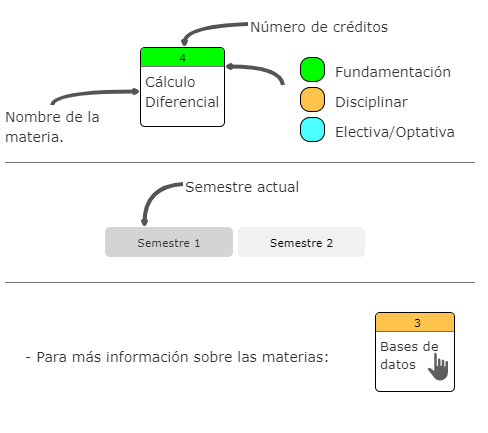 Número de créditos
4
Cálculo
Diferencial
Nombre de la
materia.
Fundamentación
Disciplinar
Electiva/Optativa
Semestre actual
Semestre 1
Semestre 2
- Para más información sobre las materias:
3
Bases de
datos